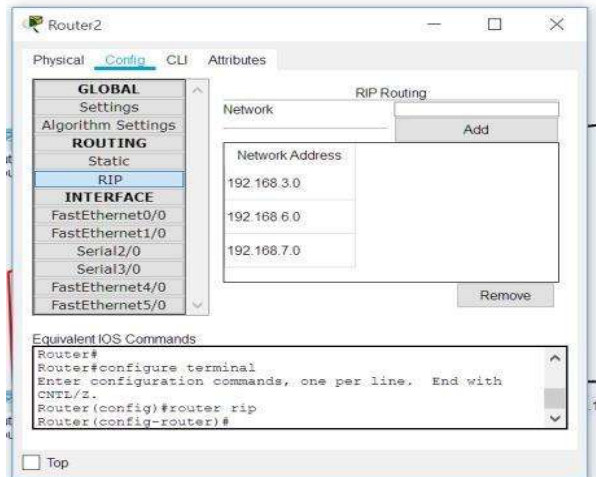 Router2
Physical Config CLI Attributes
GLOBAL
Settings
Algorithm Settings
ROUTING
Static
RIP
INTERFACE
FastEthernet0/0
FastEthernet1/0
Serial2/0
Serial3/0
FastEthernet4/0
FastEthernet5/0
RIP Routing
Network
Add
Network Address
192.168.3.0
192.168.6.0
192.168.7.0
Remove
Equivalent IOS Commands
Router#
Router#configure terminal
Enter configuration commands, one per line. End with
CNTL/Z.
Router(config)#router rip
Router(config-router)#
Top